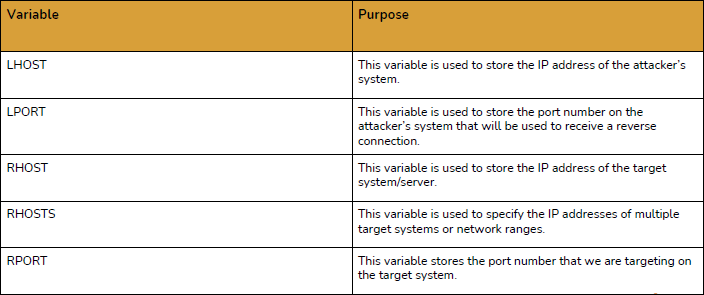 Variable
Purpose
LHOST
This variable is used to store the IP address of the attacker's
system.
LPORT
This variable is used to store the port number on the
attacker's system that will be used to receive a reverse
connection.
RHOST
This variable is used to store the IP address of the target
system/server.
RHOSTS
This variable is used to specify the IP addresses of multiple
target systems or network ranges.
RPORT
This variable stores the port number that we are targeting on
the target system.